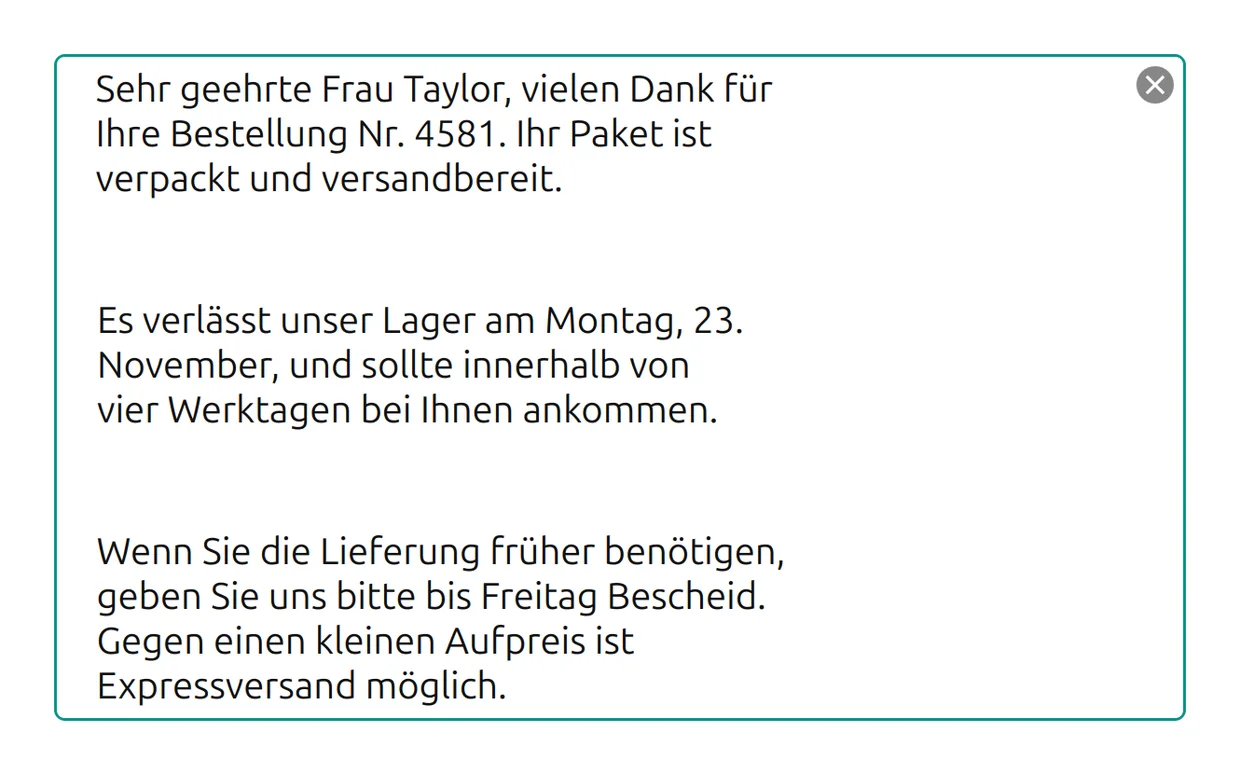 Sehr geehrte Frau Taylor, vielen Dank für
Ihre Bestellung Nr. 4581. Ihr Paket ist
verpackt und versandbereit.
Es verlässt unser Lager am Montag, 23.
November, und sollte innerhalb von
vier Werktagen bei Ihnen ankommen.
Wenn Sie die Lieferung früher benötigen,
geben Sie uns bitte bis Freitag Bescheid.
Gegen einen kleinen Aufpreis ist
Expressversand möglich.